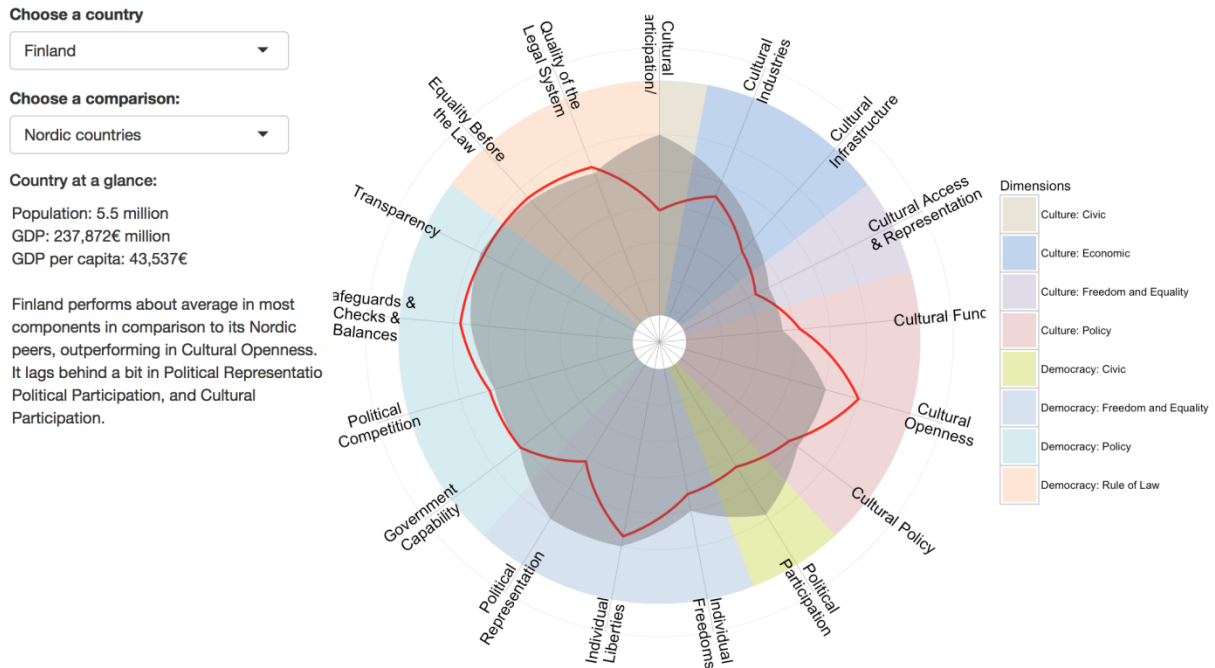 Choose a country
Finland
Choose a comparison:
Nordic countries
Country at a glance:
Population: 5.5 million
GDP: 237,872€ million
GDP per capita: 43,537€
Finland performs about average in most
components in comparison to its Nordic
peers, outperforming in Cultural Openness.
It lags behind a bit in Political Representatio
Political Participation, and Cultural
Participation.
Cultural
articipation/
Cultural
Industries
Cultural
Infrastructure
Cultural Access
& Representation
Cultural Func
Cultural
Openness
Cultural Policy
Political
Participation
Individual
Freedoms
Individual
Liberties
Political
Representation
Government
Capability
Political
Competition
afeguards &
Checks &
Balances
Transparency
Equality Before
the Law
Quality of the
Legal System
Dimensions
Culture: Civic
Culture: Economic
Culture: Freedom and Equality
Culture: Policy
Democracy: Civic
Democracy: Freedom and Equality
Democracy: Policy
Democracy: Rule of Law